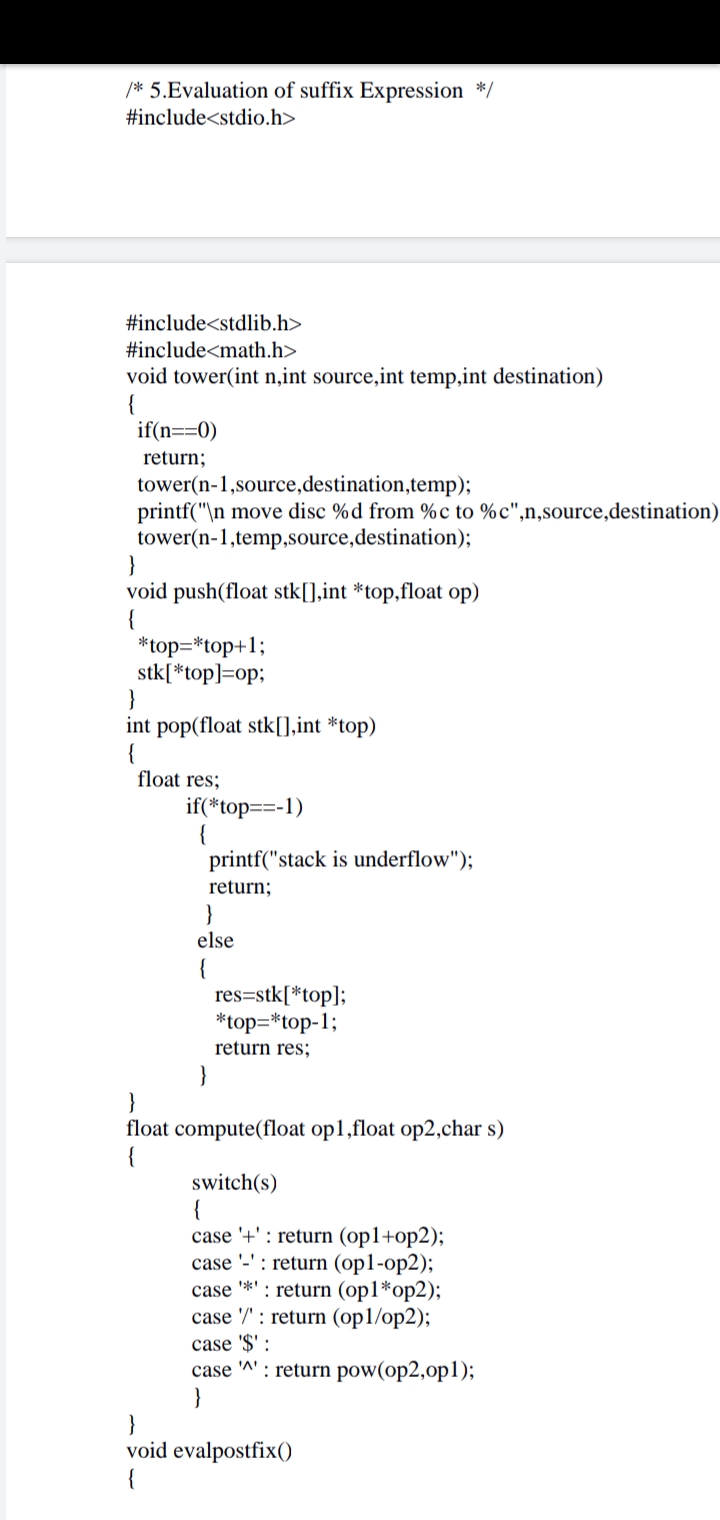 /* 5.Evaluation of suffix Expression  */
#include<stdio.h>
#include<stdlib.h>
#include<math.h>
void tower(int n,int source,int temp,int destination)
{
if(n==0)
return;
tower(n-1,source,destination,temp);
printf("\n move disc %d from %c to %c",n,source,destination)
tower(n-1,temp,source,destination);
}
void push(float stk[],int *top,float op)
{
*top=*top+1;
stk[*top]=op;
}
int pop(float stk[],int *top)
{
float res;
if(*top==-1)
{
printf("stack is underflow");
return;
}
else
{
res=stk[*top];
*top=*top-1;
return res;
}
}
float compute(float op1,float op2,char s)
{
switch(s)
{
case '+' : return (op1+op2);
case '-' : return (op1-op2);
case '*' : return (op1*op2);
case '/' : return (op1/op2);
case '$' :
case '^' : return pow(op2,op1);
}
}
void evalpostfix()
{